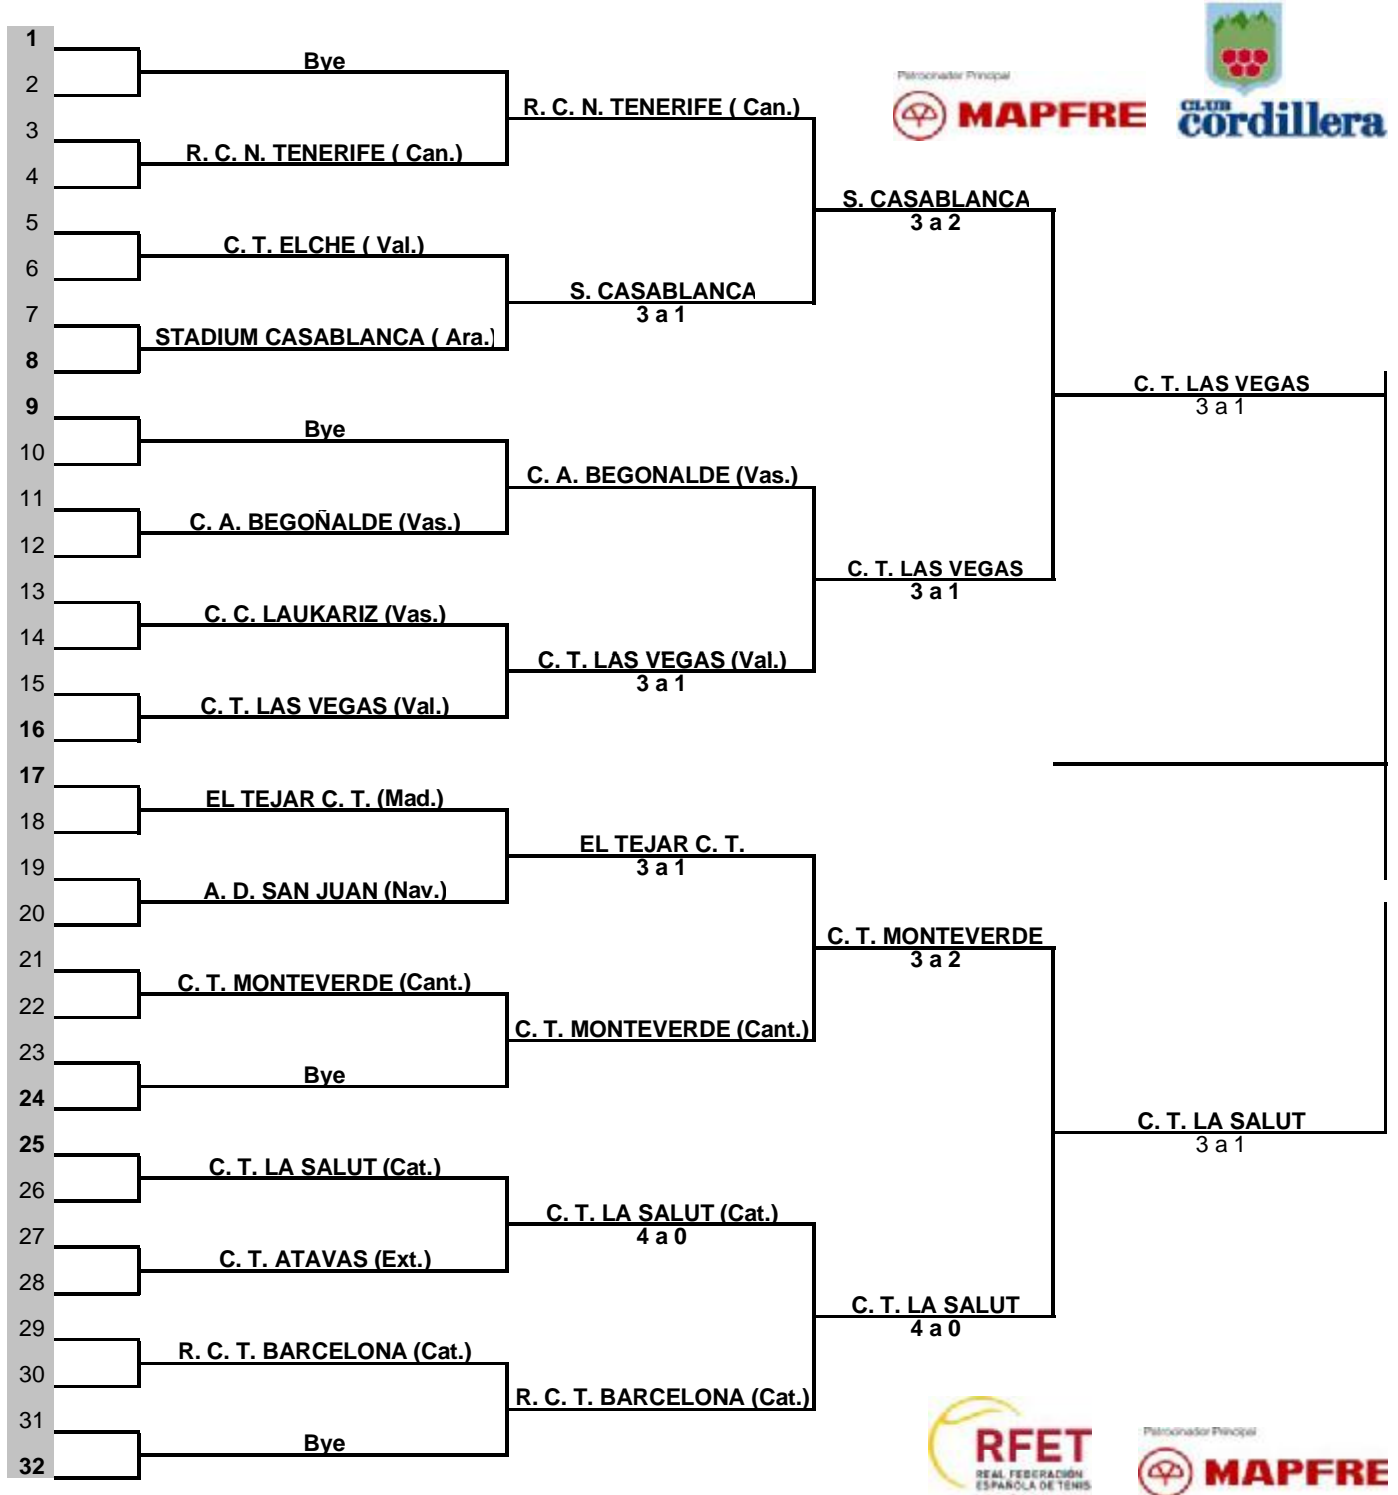 1
Bye
2
Patrocinador Principal
MAPFRE
CLUB
cordillera
R. C. N. TENERIFE ( Can.)
3
R. C. N. TENERIFE ( Can.)
4
S. CASABLANCA
3 a 2
5
C. T. ELCHE ( Val.)
6
S. CASABLANCA
3 a 1
7
STADIUM CASABLANCA ( Ara.)
8
C. T. LAS VEGAS
3 a 1
9
Bye
10
C. A. BEGONALDE (Vas.)
11
C. A. BEGOÑALDE (Vas.)
12
C. T. LAS VEGAS
3 a 1
13
C. C. LAUKARIZ (Vas.)
14
C. T. LAS VEGAS (Val.)
3 a 1
15
C. T. LAS VEGAS (Val.)
16
17
EL TEJAR C. T. (Mad.)
18
EL TEJAR C. T.
3 a 1
19
A. D. SAN JUAN (Nav.)
20
C. T. MONTEVERDE
3 a 2
21
C. T. MONTEVERDE (Cant.)
22
C. T. MONTEVERDE (Cant.)
23
Bye
24
C. T. LA SALUT
3 a 1
25
C. T. LA SALUT (Cat.)
26
C. T. LA SALUT (Cat.)
4 a 0
27
C. T. ATAVAS (Ext.)
28
C. T. LA SALUT
4 a 0
29
R. C. T. BARCELONA (Cat.)
30
R. C. T. BARCELONA (Cat.)
31
Bye
32
RFET
REAL FEDERACIÓN
ESPAÑOLA DE TENIS
Patrocinador Principal
MAPFRE